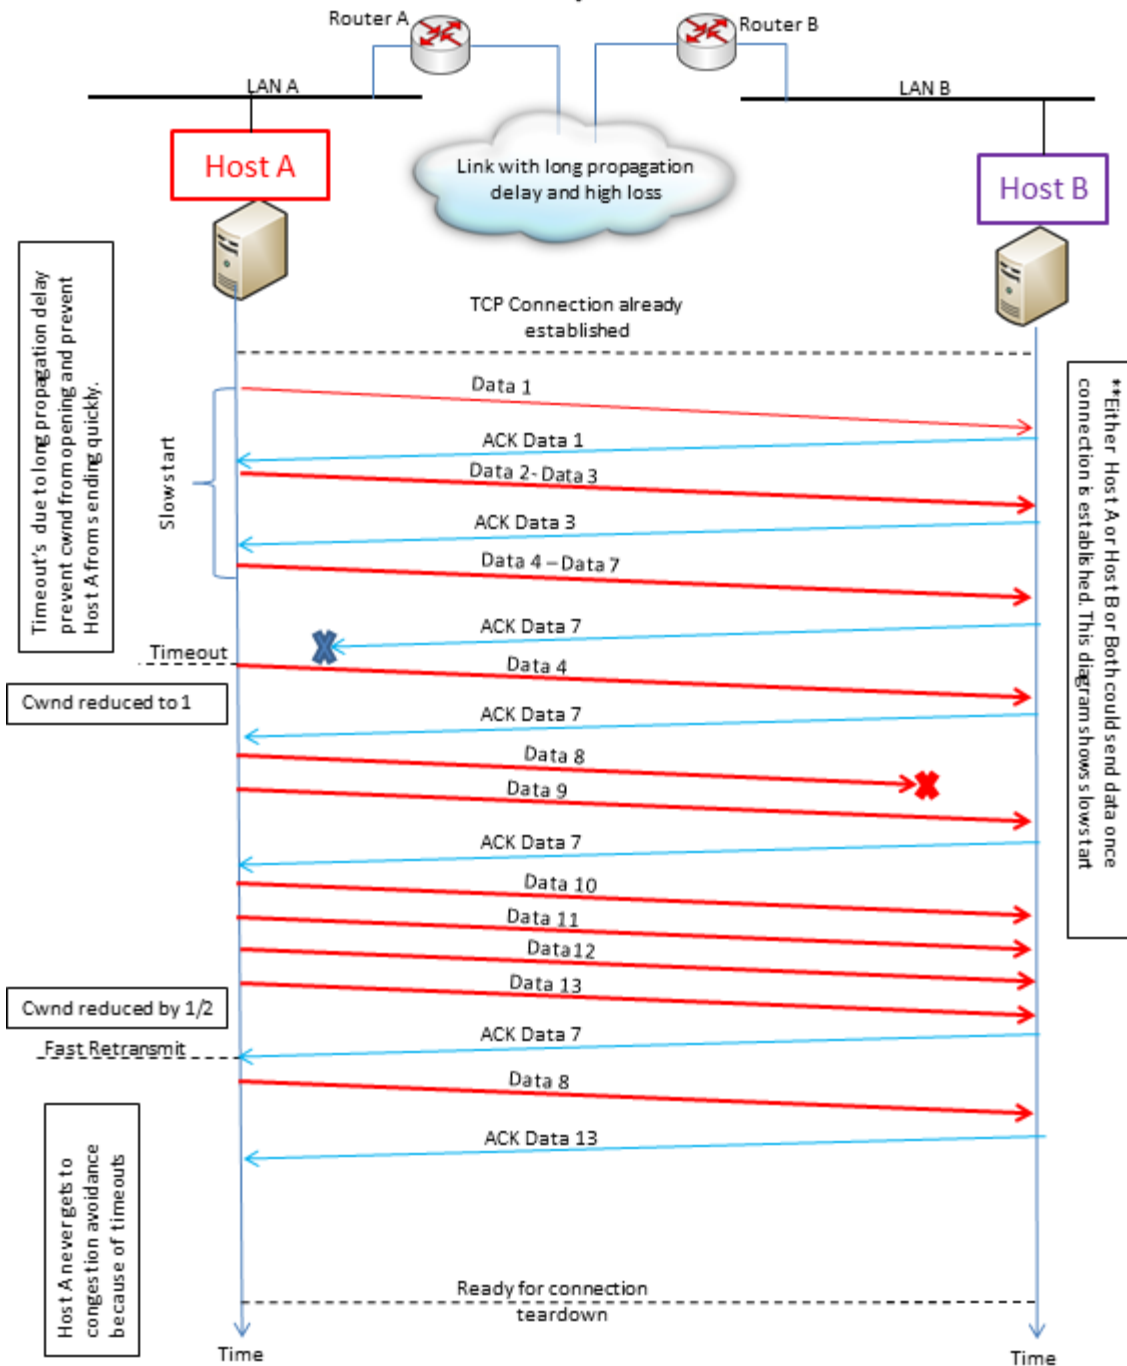 Router A
Router B
LAN A
LAN B
Host A
Link with long propagation
delay and high loss
Host B
Timeout's due to long propagation delay
prevent cwnd from opening and prevent
Host A from sending quickly.
TCP Connection already
established
**Either Host A or Host B or Both could send data once
connection is established. This diagram shows slow start
Slow start
Data 1
ACK Data 1
Data 2- Data 3
ACK Data 3
Data 4 – Data 7
ACK Data 7
Timeout
Data 4
Cwnd reduced to 1
ACK Data 7
Data 8
Data 9
ACK Data 7
Data 10
Data 11
Data 12
Data 13
Cwnd reduced by 1/2
ACK Data 7
Fast Retransmit
Data 8
ACK Data 13
Host A never gets to
congestion avoidance
because of timeouts
Ready for connection
teardown
Time
Time